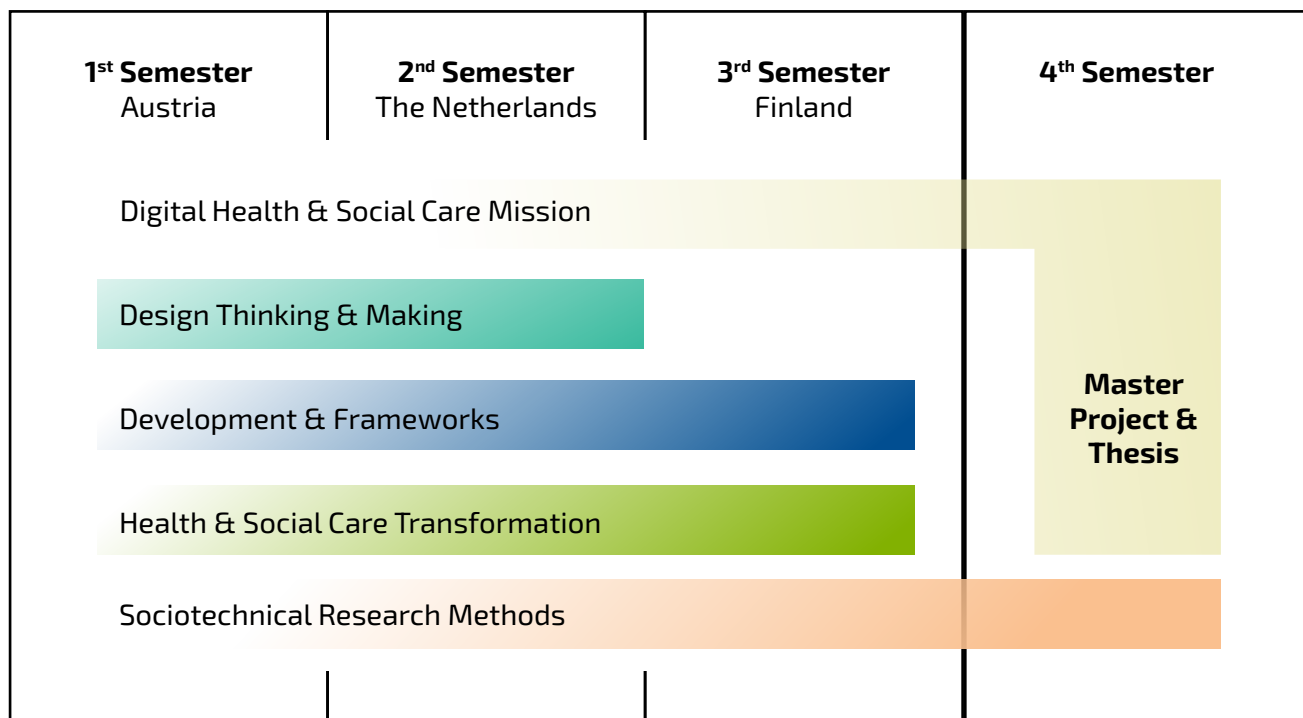 1st Semester
Austria
2nd Semester
The Netherlands
3rd Semester
Finland
4th Semester
Digital Health & Social Care Mission
Design Thinking & Making
Development & Frameworks
Health & Social Care Transformation
Sociotechnical Research Methods
Master
Project &
Thesis